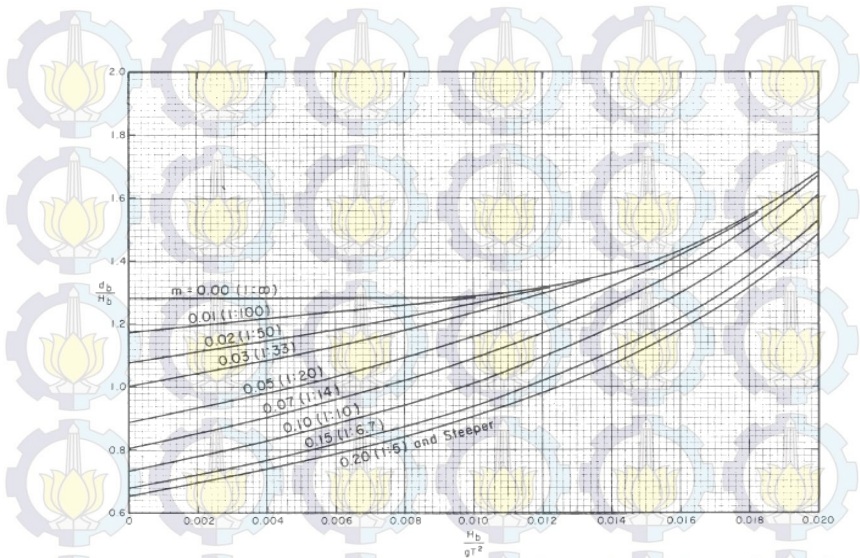 2.0
1.8
1.6
1.4
d_b
H_b
1.2
1.0
0.8
0.6
m = 0.00 (1:∞)
0.01 (1:100)
0.02 (1:50)
0.03 (1:33)
0.05 (1:20)
0.07 (1:14)
0.10 (1:10)
0.15 (1:6.7)
0.20 (1:5) and Steeper
0 0.002 0.004 0.006 0.008 0.010 0.012 0.014 0.016 0.018 0.020
H_b
gT²